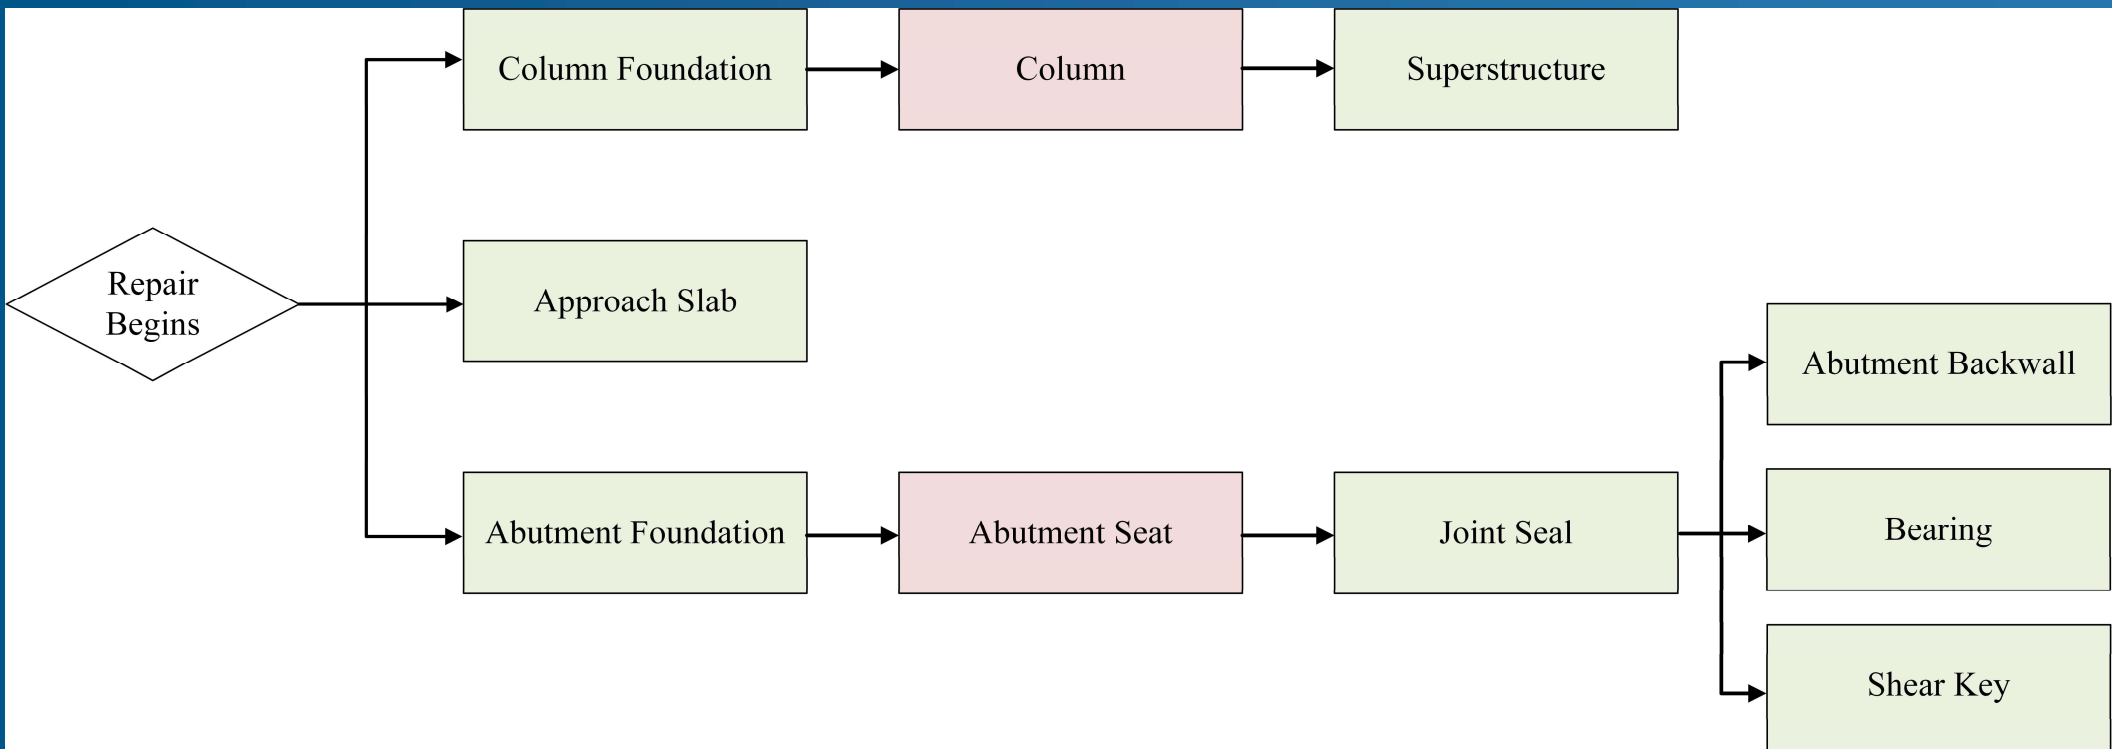 Column Foundation
Column
Superstructure
Repair
Begins
Approach Slab
Abutment Backwall
Abutment Foundation
Abutment Seat
Joint Seal
Bearing
Shear Key